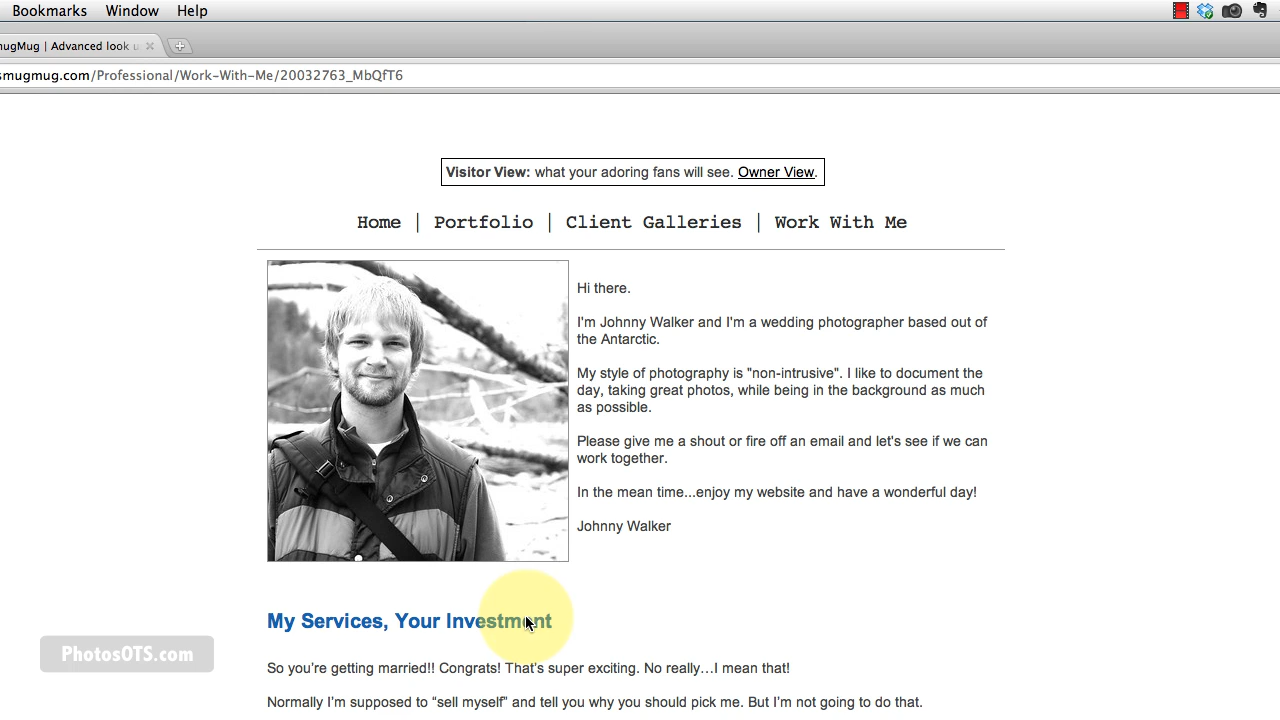 Bookmarks Window Help
mugMug | Advanced look u
smugmug.com/Professional/Work-With-Me/20032763_MbQfT6
Visitor View: what your adoring fans will see. Owner View.
Home | Portfolio | Client Galleries | Work With Me
Hi there.
I'm Johnny Walker and I'm a wedding photographer based out of
the Antarctic.
My style of photography is "non-intrusive". I like to document the
day, taking great photos, while being in the background as much
as possible.
Please give me a shout or fire off an email and let's see if we can
work together.
In the mean time...enjoy my website and have a wonderful day!
Johnny Walker
My Services, Your Investment
PhotosOTS.com
So you’re getting married!! Congrats! That’s super exciting. No really…I mean that!
Normally I’m supposed to “sell myself” and tell you why you should pick me. But I’m not going to do that.